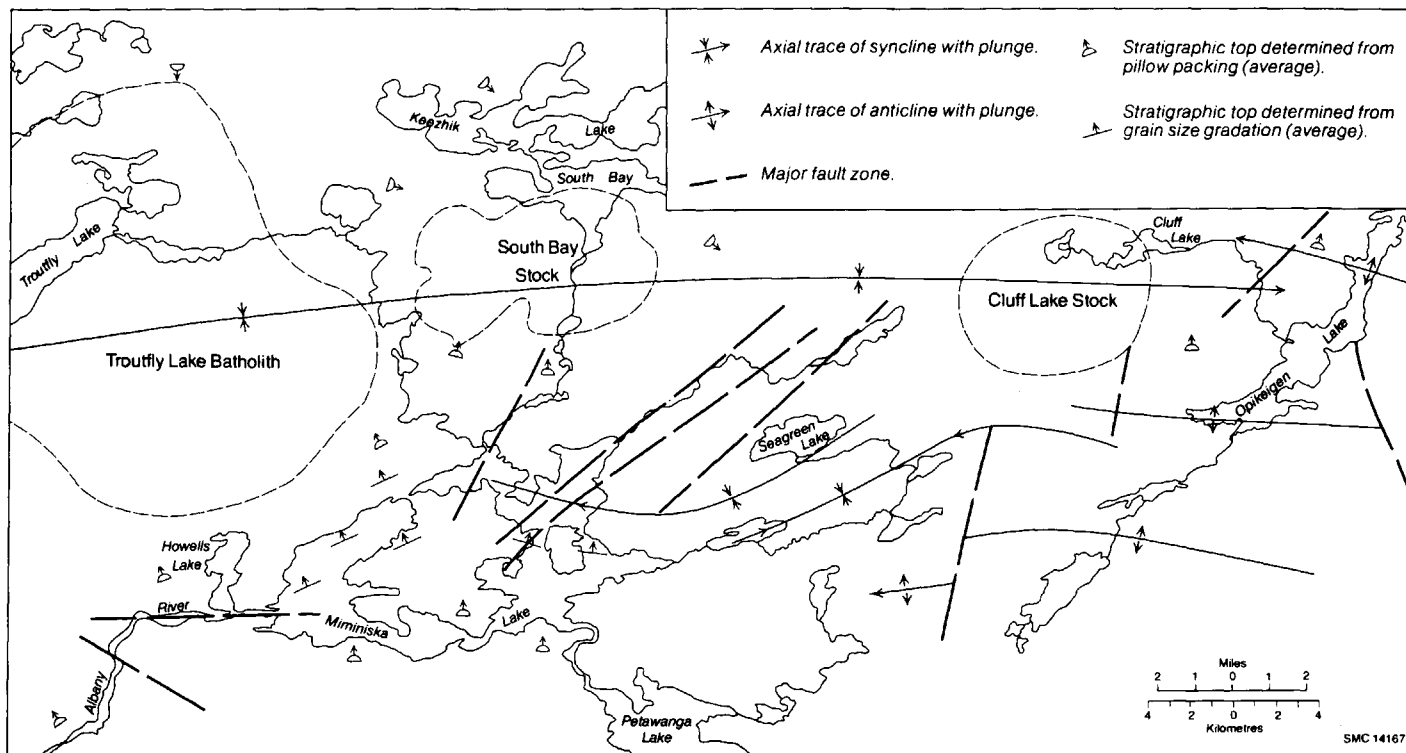 Axial trace of syncline with plunge.
Stratigraphic top determined from
pillow packing (average).
Axial trace of anticline with plunge.
Stratigraphic top determined from
grain size gradation (average).
Major fault zone.
Keezhik
Lake
South Bay
Troutfly Lake
South Bay
Stock
Cluff
Lake
Cluff Lake Stock
Troutfly Lake Batholith
Opikeigen Lake
Seagreen
Lake
Howells
Lake
River
Miminiska
Lake
Albany
Petawanga
Lake
Miles
2 1 0 1 2
4 2 0 2 4
Kilometres
SMC 14167